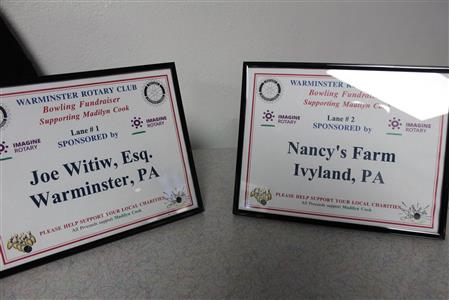 WARMINSTER ROTARY CLUB
Bowling Fundraiser
Supporting Madilyn Cook
Lane # 1
SPONSORED by
IMAGINE
ROTARY
IMAGINE
ROTARY
Joe Witiw, Esq.
Warminster, PA
PLEASE HELP SUPPORT YOUR LOCAL CHARITIES
All Proceeds support Madilyn Cook
WARMINSTER ROTARY
Bowling Fundraiser
Supporting Madilyn Cook
Lane # 2
SPONSORED by
IMAGINE
ROTARY
IMAGINE
ROTARY
Nancy's Farm
Ivyland, PA
PLEASE HELP SUPPORT YOUR LOCAL CHARITIES
All Proceeds support Madilyn Cook